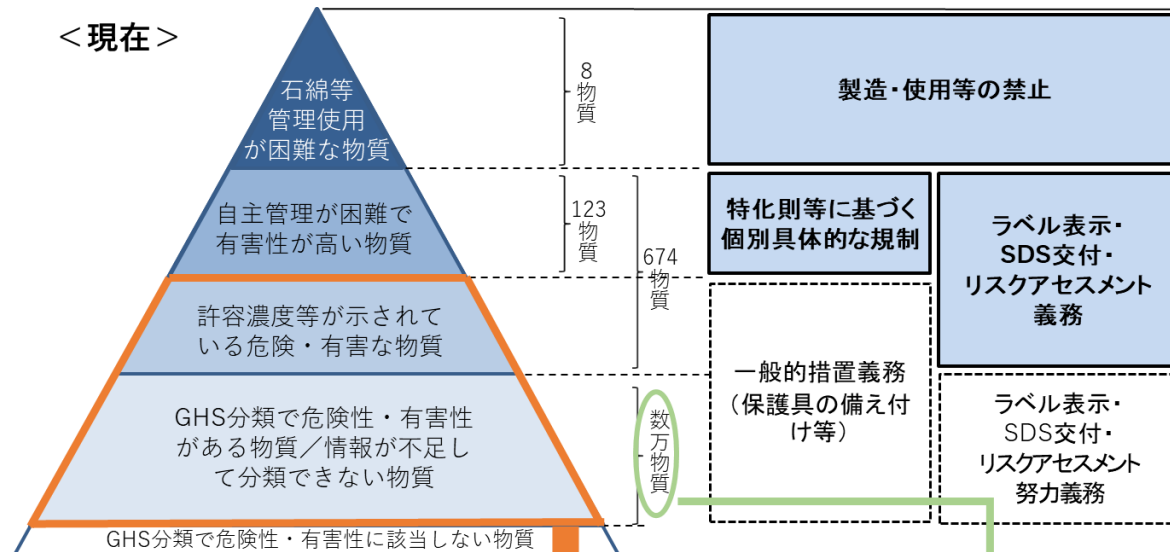 ＜現在＞
石綿等
管理使用
が困難な物質
8
物質
製造・使用等の禁止
自主管理が困難で
有害性が高い物質
123
物質
674
物質
特化則等に基づく
個別具体的な規制
ラベル表示・
SDS交付・
リスクアセスメント
義務
許容濃度等が示されて
いる危険・有害な物質
一般的措置義務
（保護具の備え付
け等）
GHS分類で危険性・有害性
がある物質／情報が不足し
て分類できない物質
数万物質
ラベル表示・
SDS交付・
リスクアセスメント
努力義務
GHS分類で危険性・有害性に該当しない物質